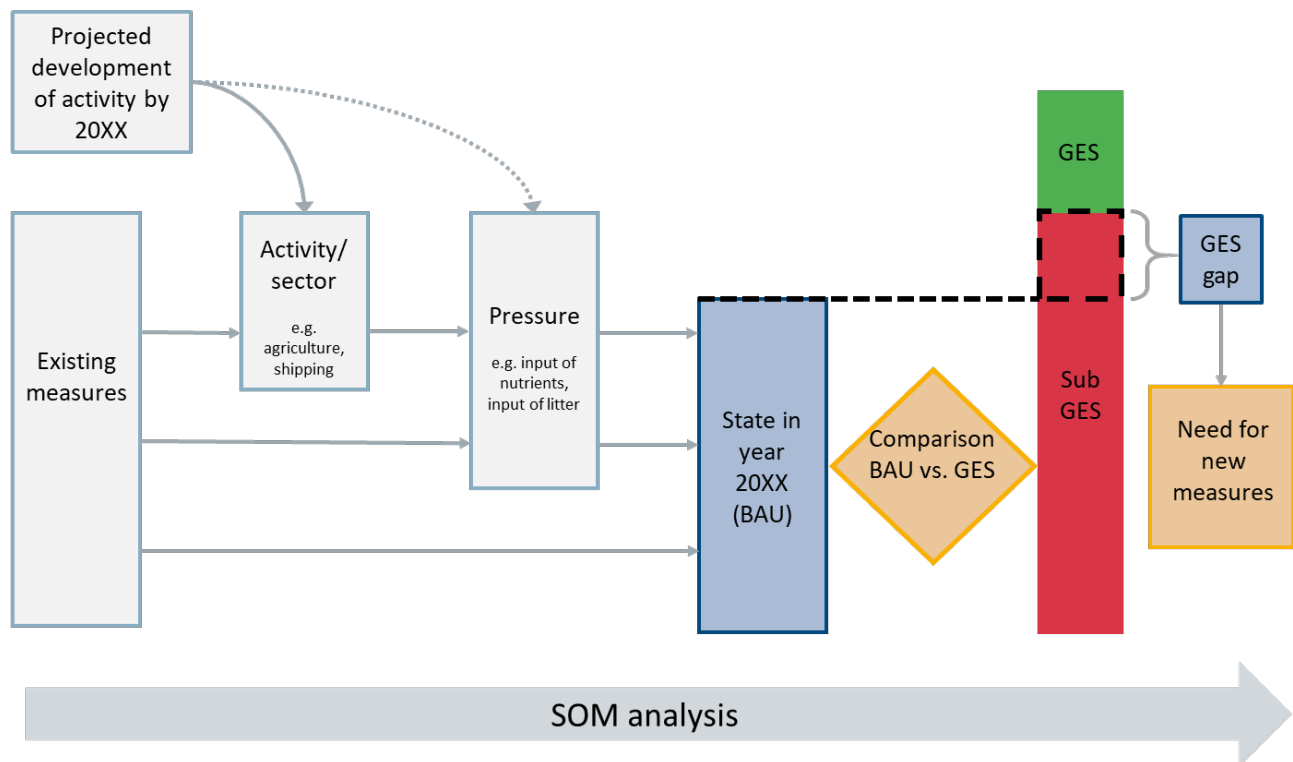 Projected
development
of activity by
20XX
Existing
measures
Activity/
sector
e.g.
agriculture,
shipping
Pressure
e.g. input of
nutrients,
input of litter
State in
year
20XX
(BAU)
Comparison
BAU vs. GES
GES
Sub
GES
GES
gap
Need for
new
measures
SOM analysis